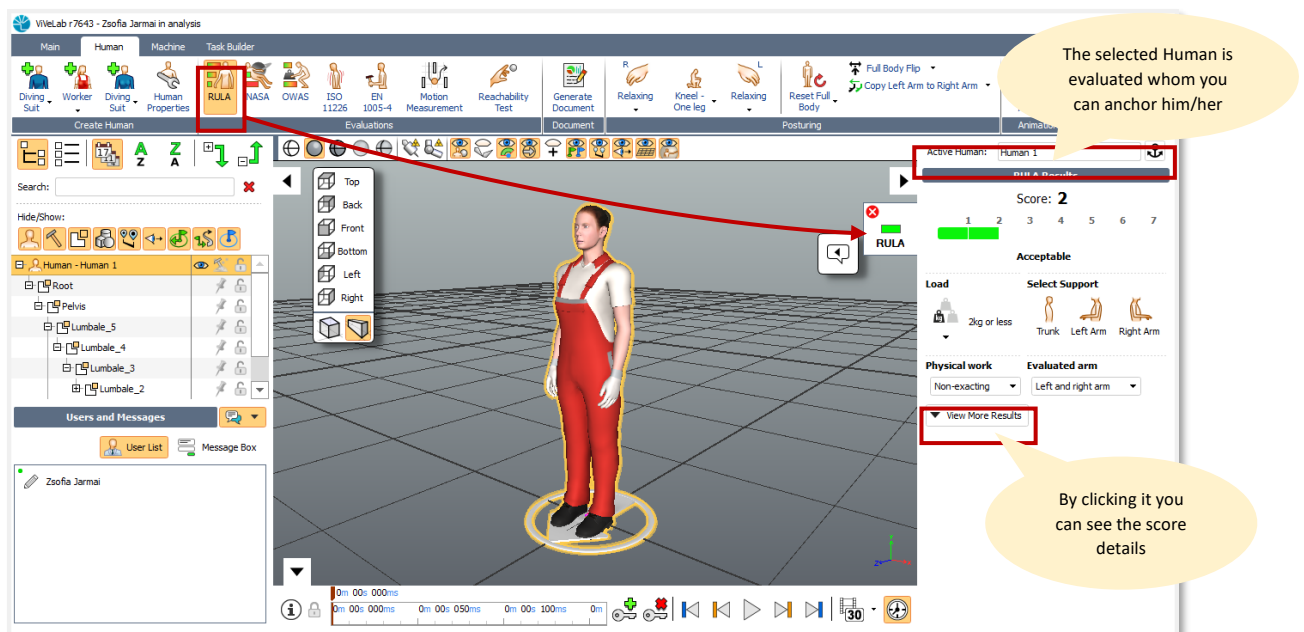 ViVeLab r7643 - Zsofia Jarmai in analysis
Main Human Machine Task Builder
Diving Suit
Worker
Diving Suit
Human Properties
RULA
NASA
OWAS
ISO 11226
EN 1005-4
Motion Measurement
Reachability Test
Generate Document
R
Relaxing
Kneel - One leg
L
Relaxing
Reset Full Body
Full Body Flip
Copy Left Arm to Right Arm
Create Human
Evaluations
Document
Posturing
The selected Human is
evaluated whom you
can anchor him/her
17
A Z
Z A
Search:
Hide/Show:
Human - Human 1
Root
Pelvis
Lumbale_5
Lumbale_4
Lumbale_3
Lumbale_2
Users and Messages
User List Message Box
Zsofia Jarmai
Top
Back
Front
Bottom
Left
Right
RULA
Active Human: Human 1
RULA Results
Score: 2
1 2 3 4 5 6 7
Acceptable
Load Select Support
kg
2kg or less
Trunk Left Arm Right Arm
Physical work Evaluated arm
Non-exacting Left and right arm
View More Results
By clicking it you
can see the score
details
0m 00s 000ms
0m 00s 000ms 0m 00s 050ms 0m 00s 100ms 0m
30